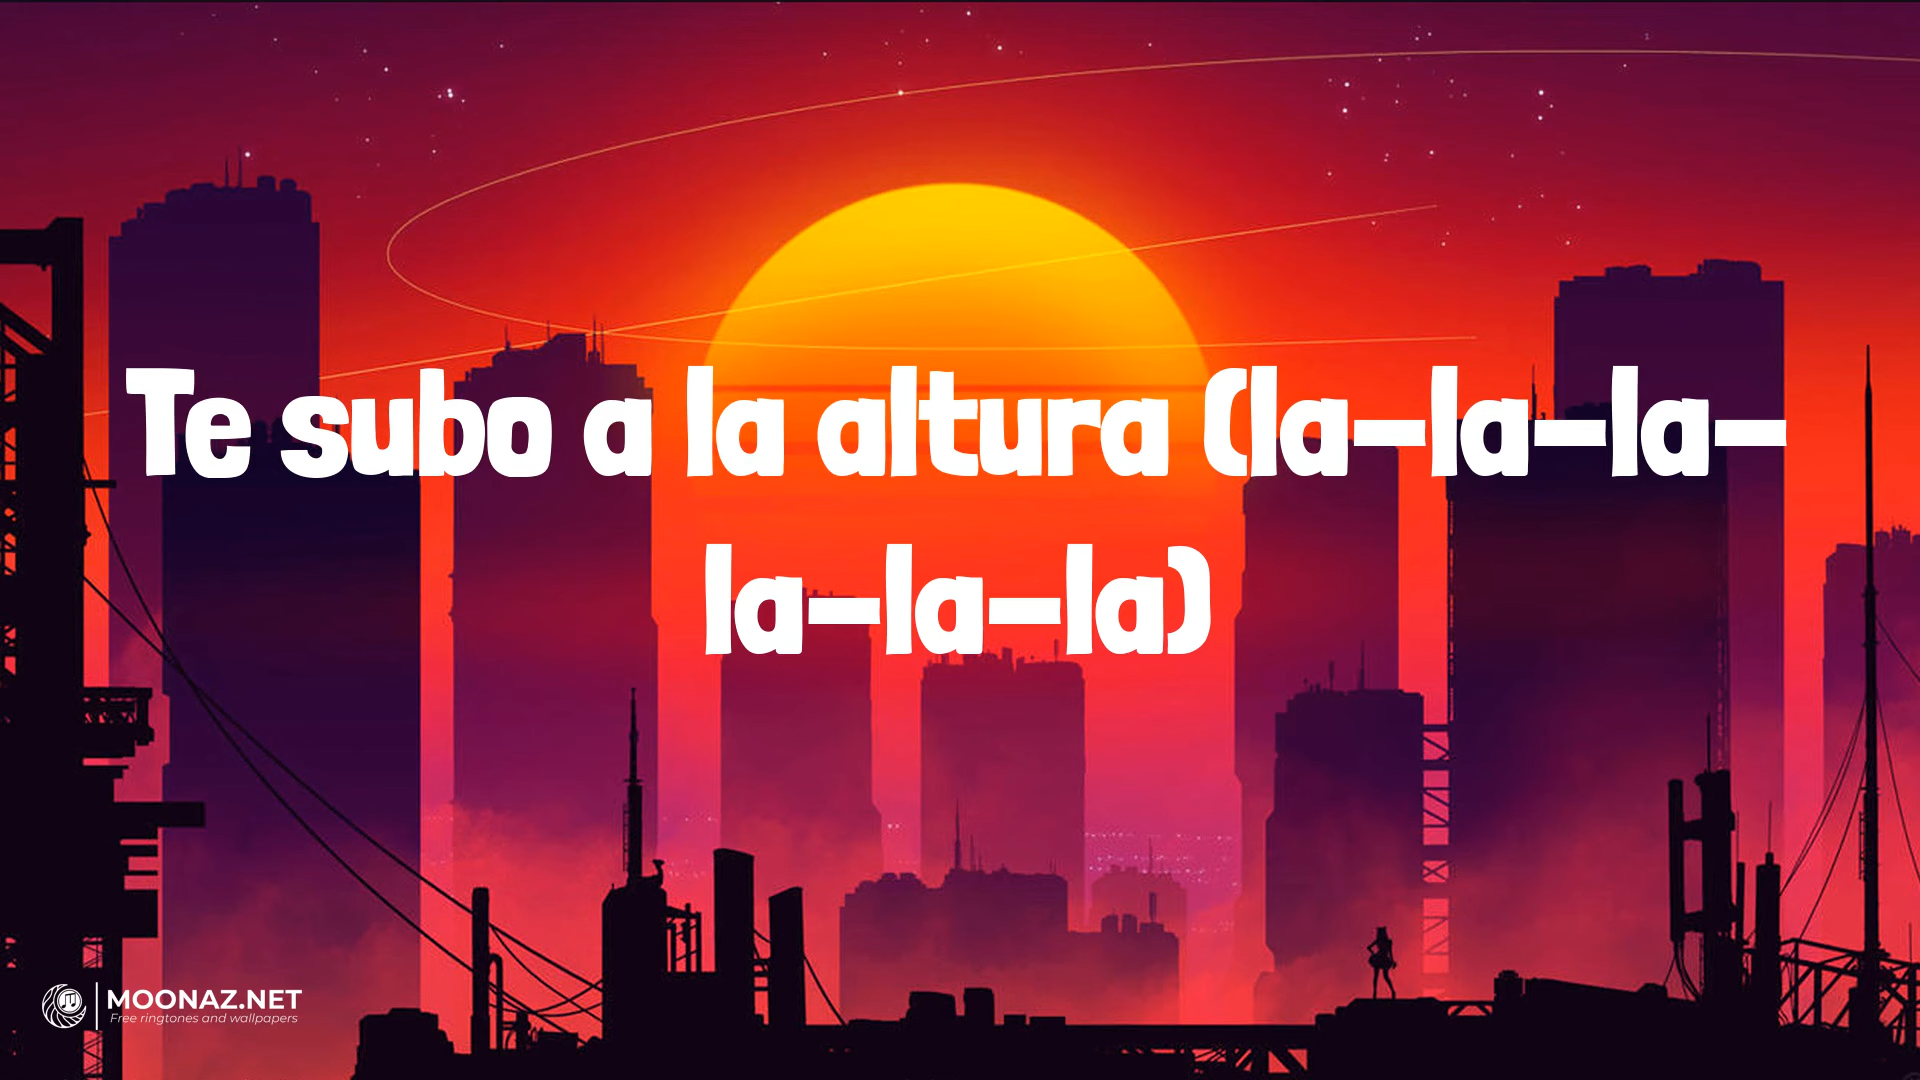 Te subo a la altura (la-la-la-
la-la-la)
MOONAZ.NET
Free ringtones and wallpapers